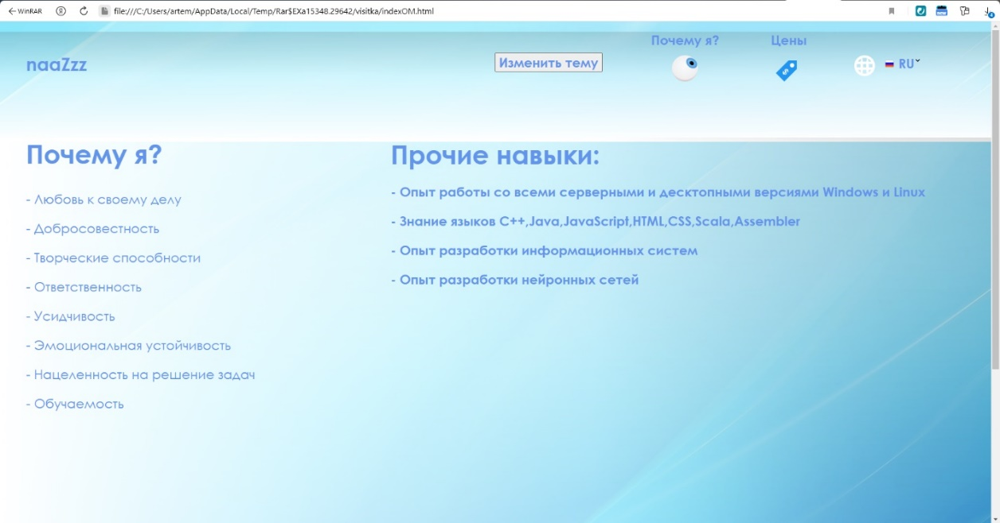 WinRAR
file:///C:/Users/artem/AppData/Local/Temp/Rar$EXa15348.29642/visitka/indexOM.html
Почему я?
Цены
naaZzz
Изменить тему
RU
Почему я?
- Любовь к своему делу
- Добросовестность
- Творческие способности
- Ответственность
- Усидчивость
- Эмоциональная устойчивость
- Нацеленность на решение задач
- Обучаемость
Прочие навыки:
- Опыт работы со всеми серверными и десктопными версиями Windows и Linux
- Знание языков C++,Java,JavaScript,HTML,CSS,Scala,Assembler
- Опыт разработки информационных систем
- Опыт разработки нейронных сетей